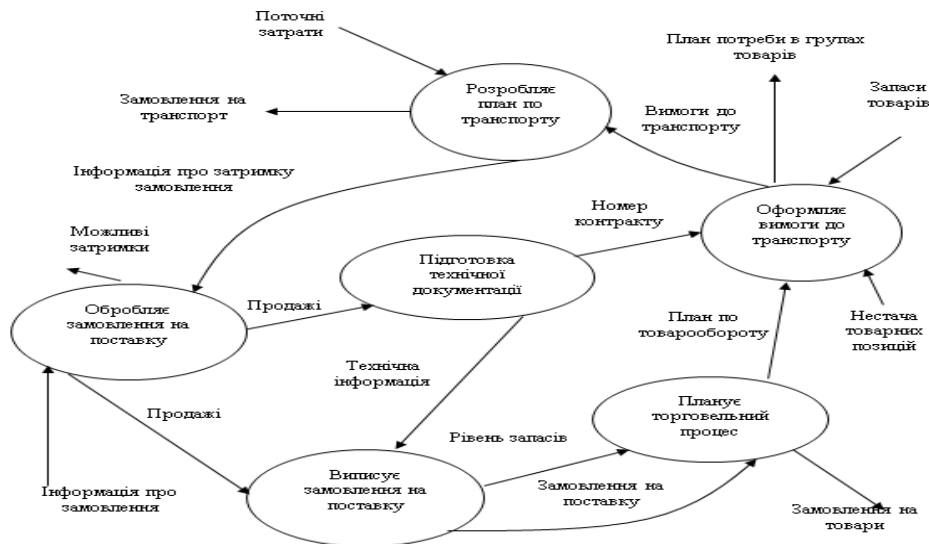 Поточні
затрати
План потреби в групах
товарів
Запаси
товарів
Розробляє
план по
транспорту
Замовлення на
транспорт
Вимоги до
транспорту
Інформація про затримку
замовлення
Номер
контракту
Оформляє
вимоги до
транспорту
Можливі
затримки
Підготовка
технічної
документації
Обробляє
замовлення на
поставку
Продажі
План по
товарообороту
Нестача
товарних
позицій
Технічна
інформація
Продажі
Планує
торговельний
процес
Рівень запасів
Виписує
замовлення на
поставку
Замовлення на
поставку
Інформація про
замовлення
Замовлення на
товари